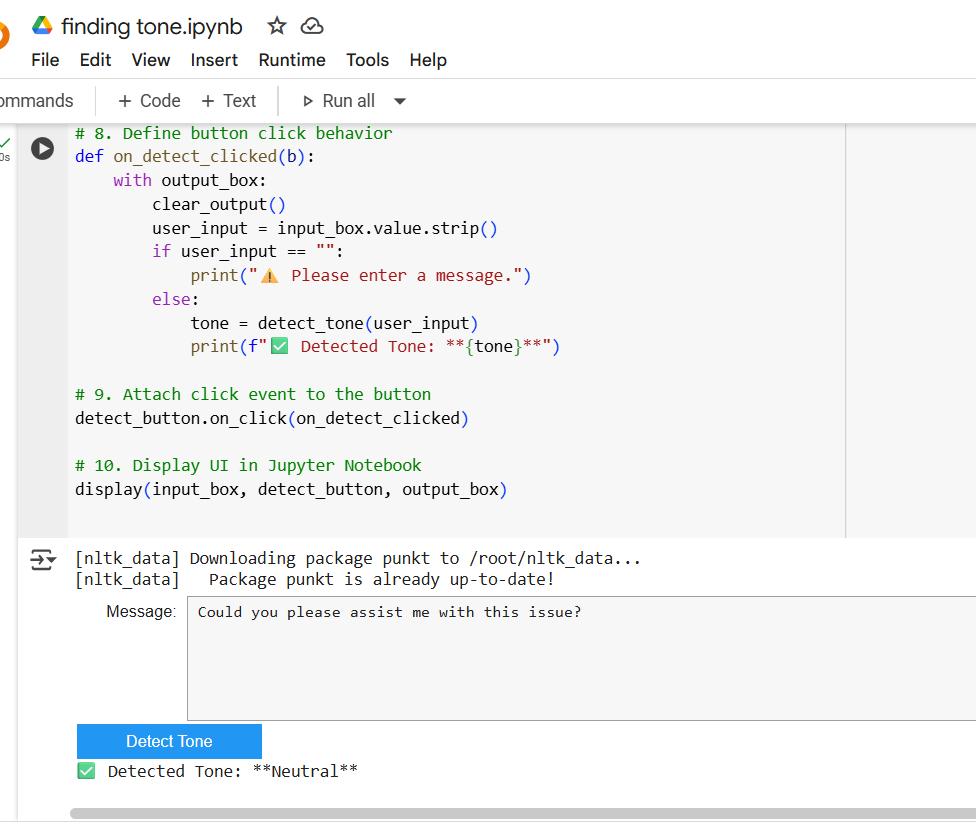 finding tone.ipynb
File Edit View Insert Runtime Tools Help
ommands + Code + Text Run all
# 8. Define button click behavior
0s
def on_detect_clicked(b):
    with output_box:
        clear_output()
        user_input = input_box.value.strip()
        if user_input == "":
            print("⚠️ Please enter a message.")
        else:
            tone = detect_tone(user_input)
            print(f"✅ Detected Tone: **{tone}**")
# 9. Attach click event to the button
detect_button.on_click(on_detect_clicked)
# 10. Display UI in Jupyter Notebook
display(input_box, detect_button, output_box)
[nltk_data] Downloading package punkt to /root/nltk_data...
[nltk_data]   Package punkt is already up-to-date!
Message: Could you please assist me with this issue?
Detect Tone
✅ Detected Tone: **Neutral**